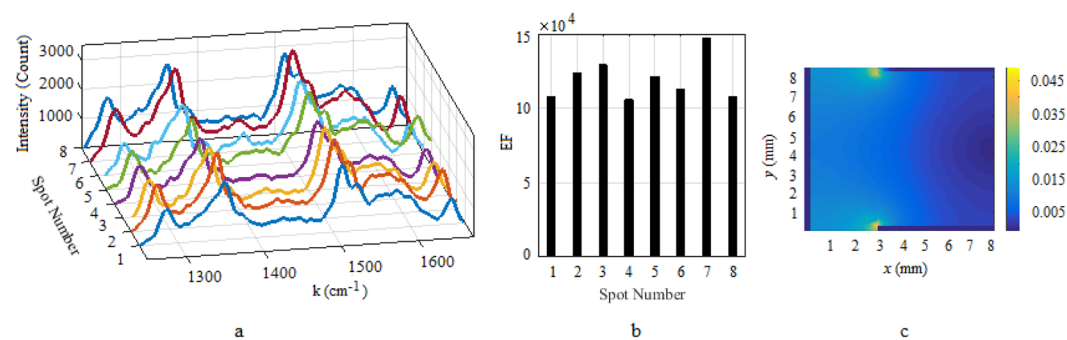 Intensity (Count)
3000
2000
1000
8
7
6
5
4
3
2
1
Spot Number
1300
1400
1500
1600
k (cm-1)
a
×10 4
15
10
5
0
EF
1 2 3 4 5 6 7 8
Spot Number
b
8
7
6
5
4
3
2
1
y (mm)
1 2 3 4 5 6 7 8
x (mm)
0.045
0.035
0.025
0.015
0.005
c